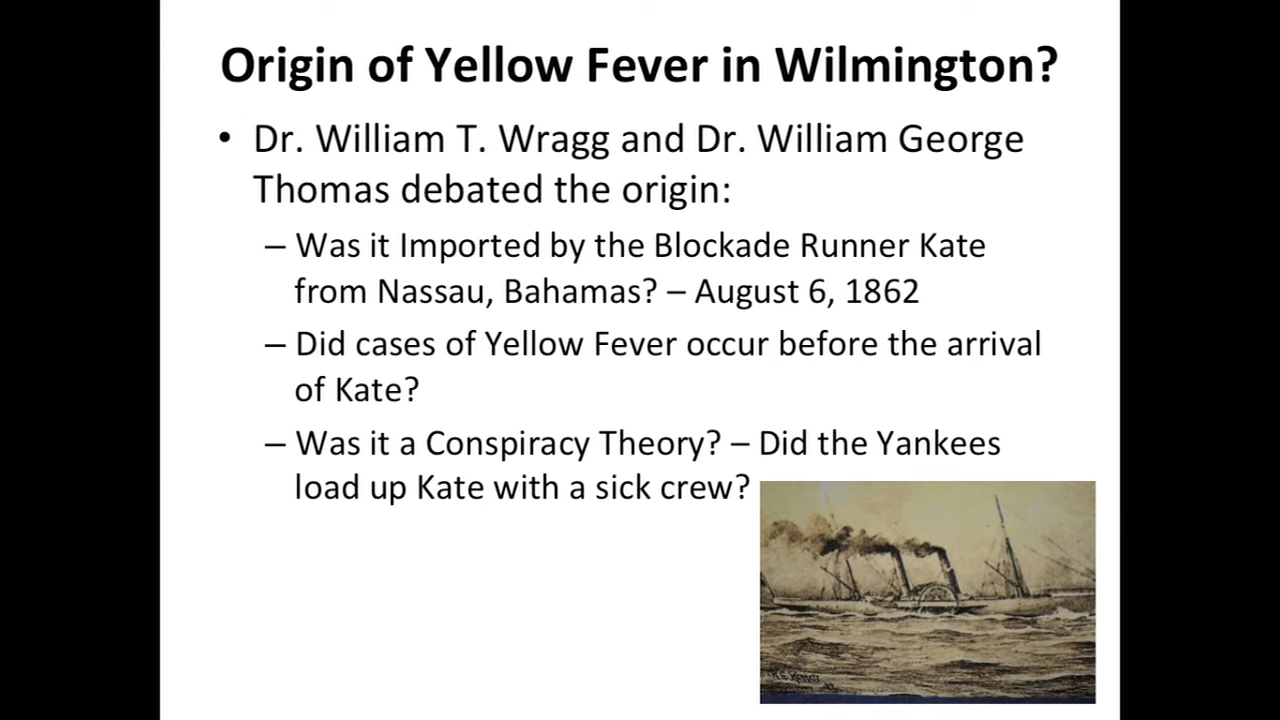 Origin of Yellow Fever in Wilmington?
• Dr. William T. Wragg and Dr. William George
Thomas debated the origin:
– Was it Imported by the Blockade Runner Kate
from Nassau, Bahamas? – August 6, 1862
– Did cases of Yellow Fever occur before the arrival
of Kate?
– Was it a Conspiracy Theory? – Did the Yankees
load up Kate with a sick crew?